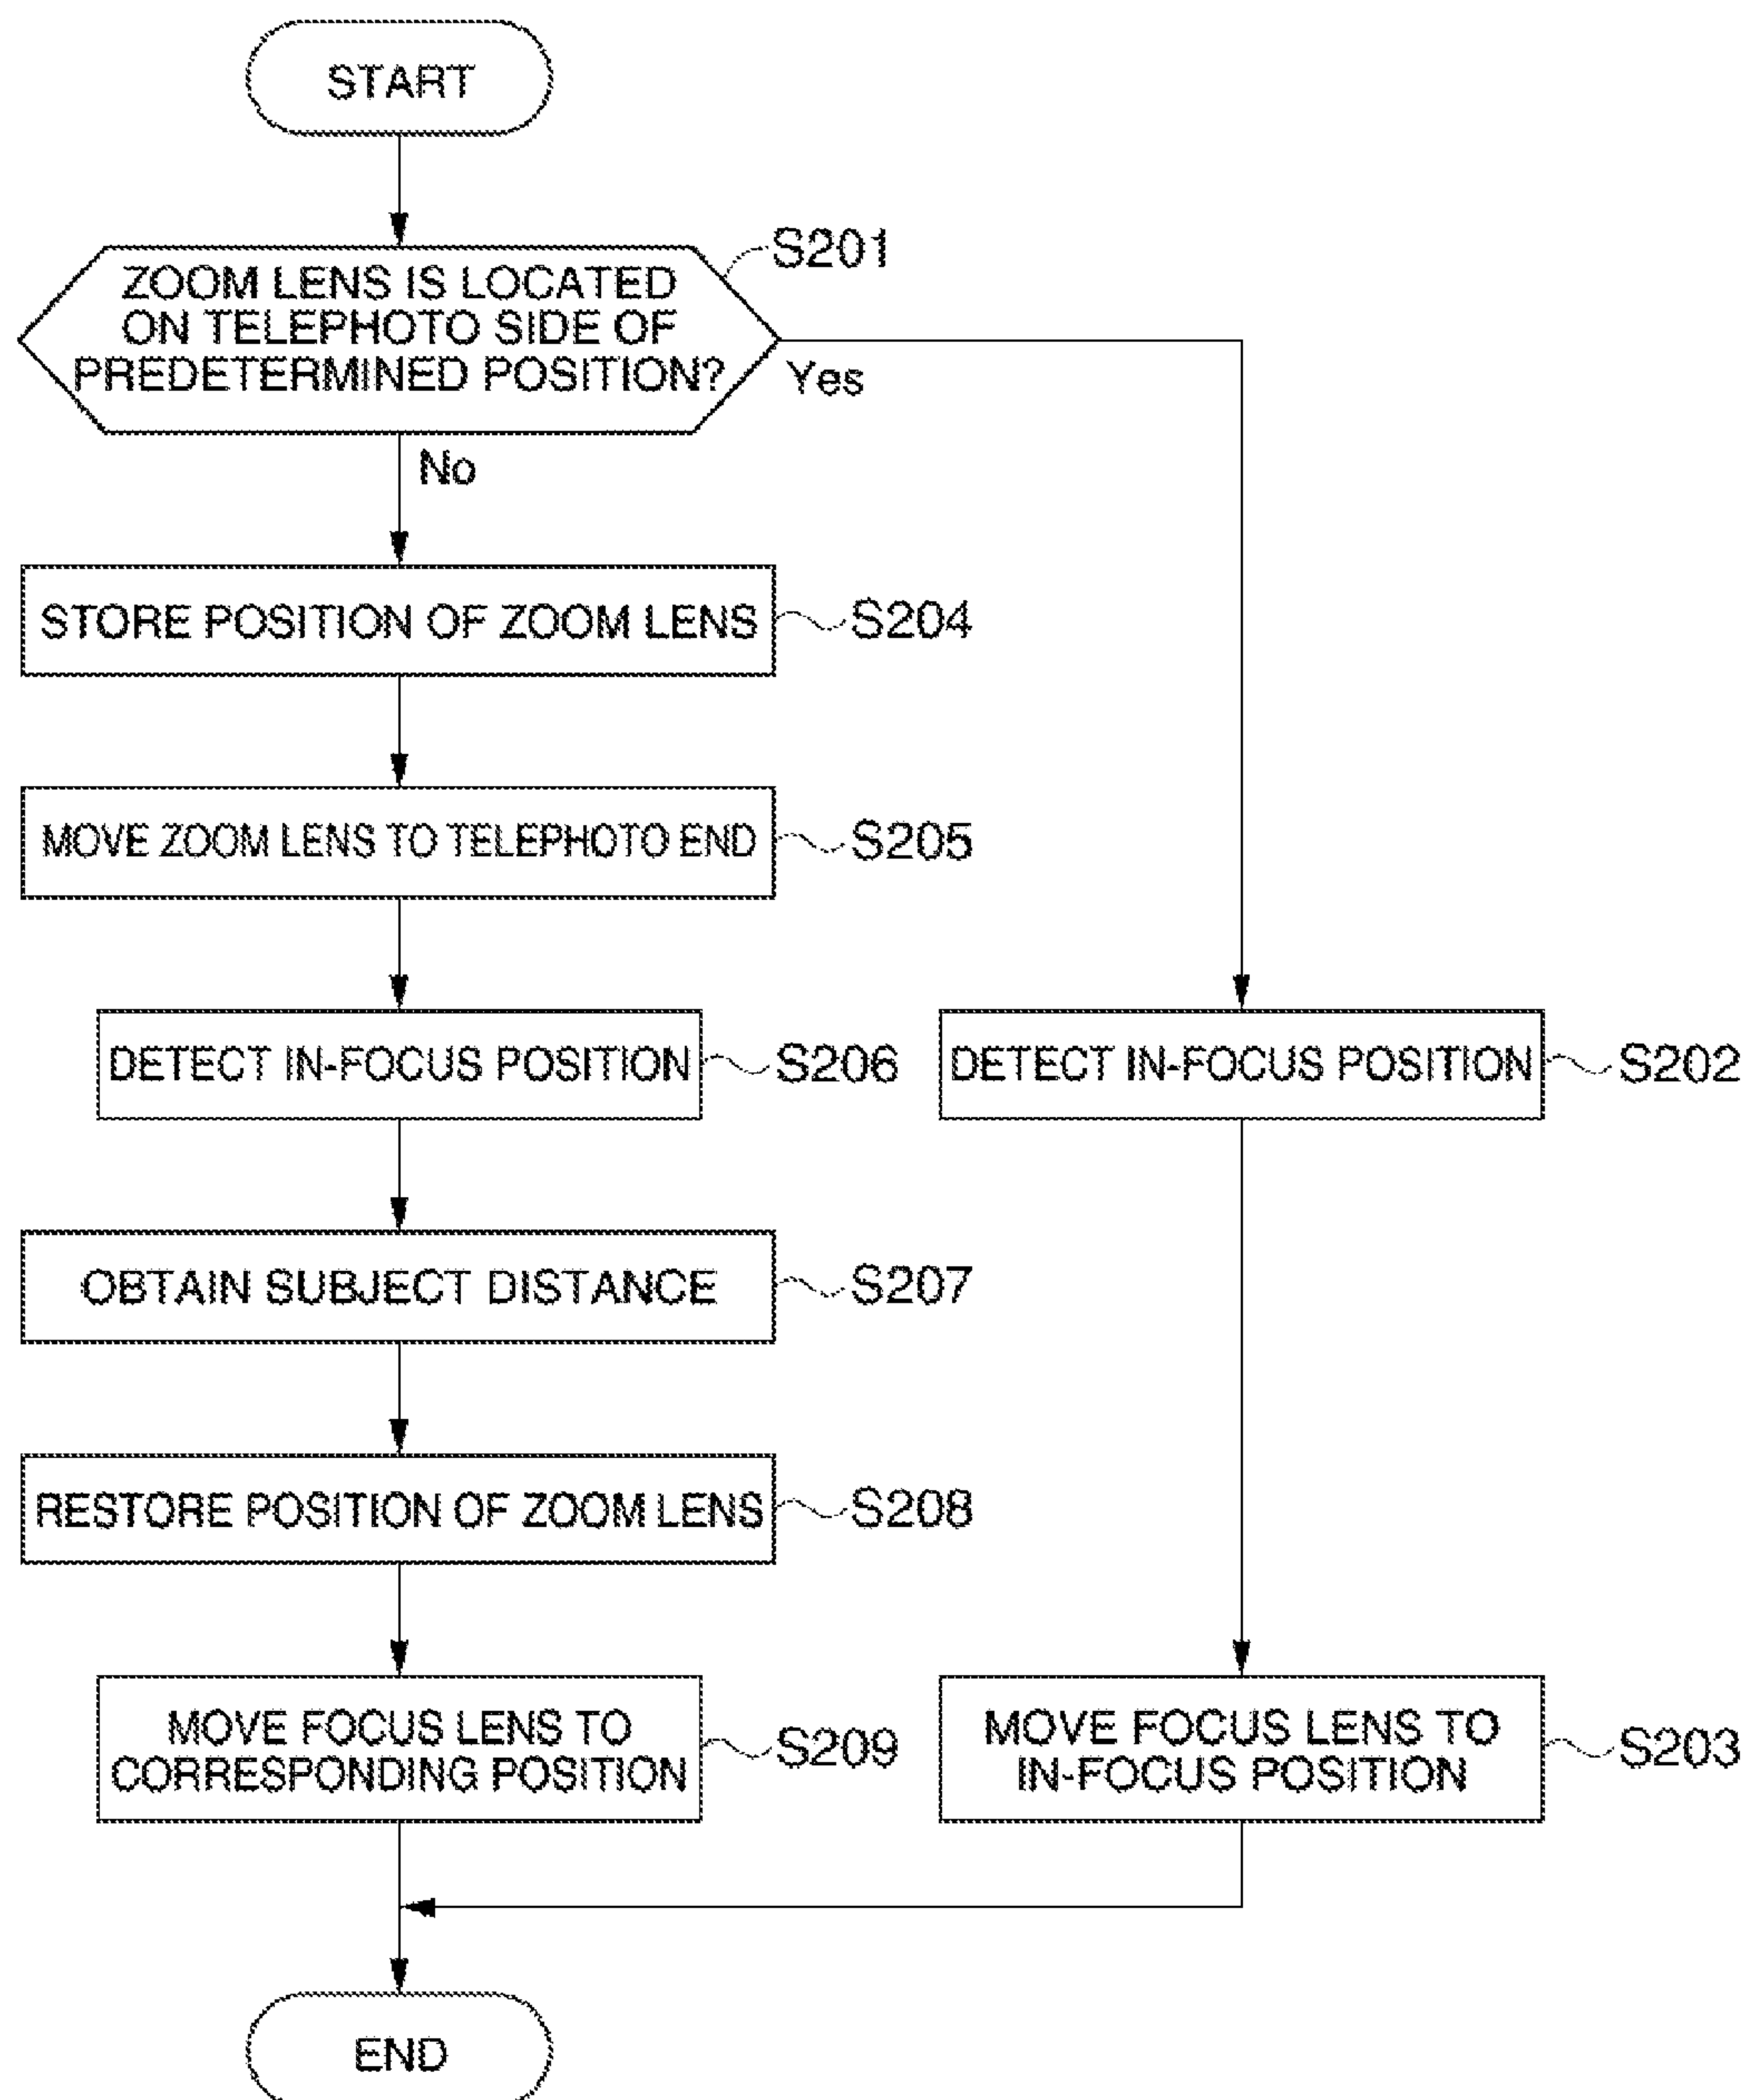 START
ZOOM LENS IS LOCATED
ON TELEPHOTO SIDE OF
PREDETERMINED POSITION?
S201
Yes
No
STORE POSITION OF ZOOM LENS
S204
MOVE ZOOM LENS TO TELEPHOTO END
S205
DETECT IN-FOCUS POSITION
S206
DETECT IN-FOCUS POSITION
S202
OBTAIN SUBJECT DISTANCE
S207
RESTORE POSITION OF ZOOM LENS
S208
MOVE FOCUS LENS TO
CORRESPONDING POSITION
S209
MOVE FOCUS LENS TO
IN-FOCUS POSITION
S203
END